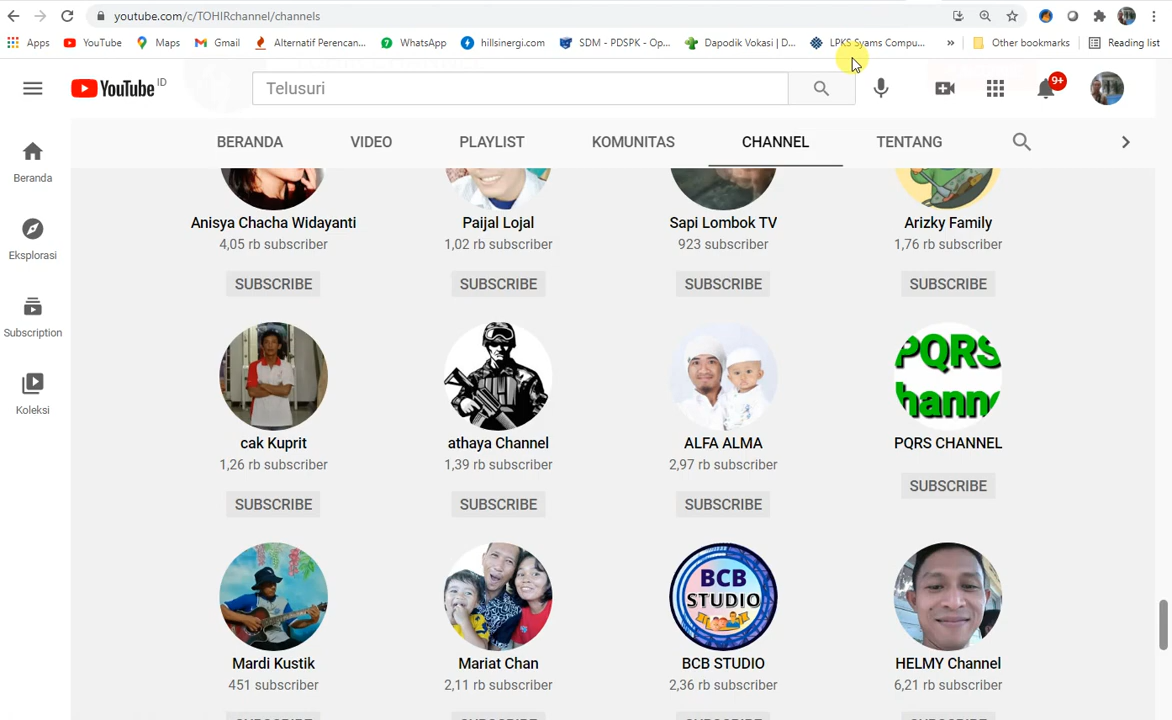 youtube.com/c/TOHIRchannel/channels
Apps YouTube Maps Gmail Alternatif Perencan... WhatsApp hillsinergi.com SDM - PDSPK - Op... Dapodik Vokasi | D... LPKS Syams Compu... » Other bookmarks Reading list
YouTube ID Telusuri 9+
BERANDA VIDEO PLAYLIST KOMUNITAS CHANNEL TENTANG
Beranda
Eksplorasi
Subscription
Koleksi
Anisya Chacha Widayanti Paijal Lojal Sapi Lombok TV Arizky Family
4,05 rb subscriber 1,02 rb subscriber 923 subscriber 1,76 rb subscriber
SUBSCRIBE SUBSCRIBE SUBSCRIBE SUBSCRIBE
PQRS
hann
cak Kuprit athaya Channel ALFA ALMA PQRS CHANNEL
1,26 rb subscriber 1,39 rb subscriber 2,97 rb subscriber
SUBSCRIBE SUBSCRIBE SUBSCRIBE SUBSCRIBE
BCB
STUDIO
Mardi Kustik Mariat Chan BCB STUDIO HELMY Channel
451 subscriber 2,11 rb subscriber 2,36 rb subscriber 6,21 rb subscriber